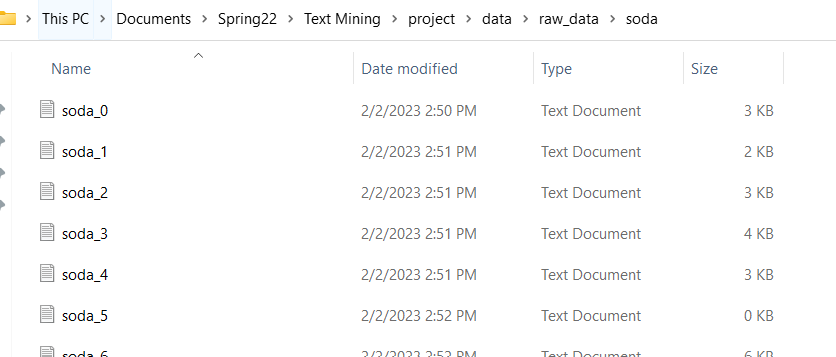 This PC > Documents > Spring22 > Text Mining > project > data > raw_data > soda
Name Date modified Type Size
soda_0 2/2/2023 2:50 PM Text Document 3 KB
soda_1 2/2/2023 2:51 PM Text Document 2 KB
soda_2 2/2/2023 2:51 PM Text Document 3 KB
soda_3 2/2/2023 2:51 PM Text Document 4 KB
soda_4 2/2/2023 2:51 PM Text Document 3 KB
soda_5 2/2/2023 2:52 PM Text Document 0 KB
soda_6 2/2/2023 2:52 PM Text Document 6 KB